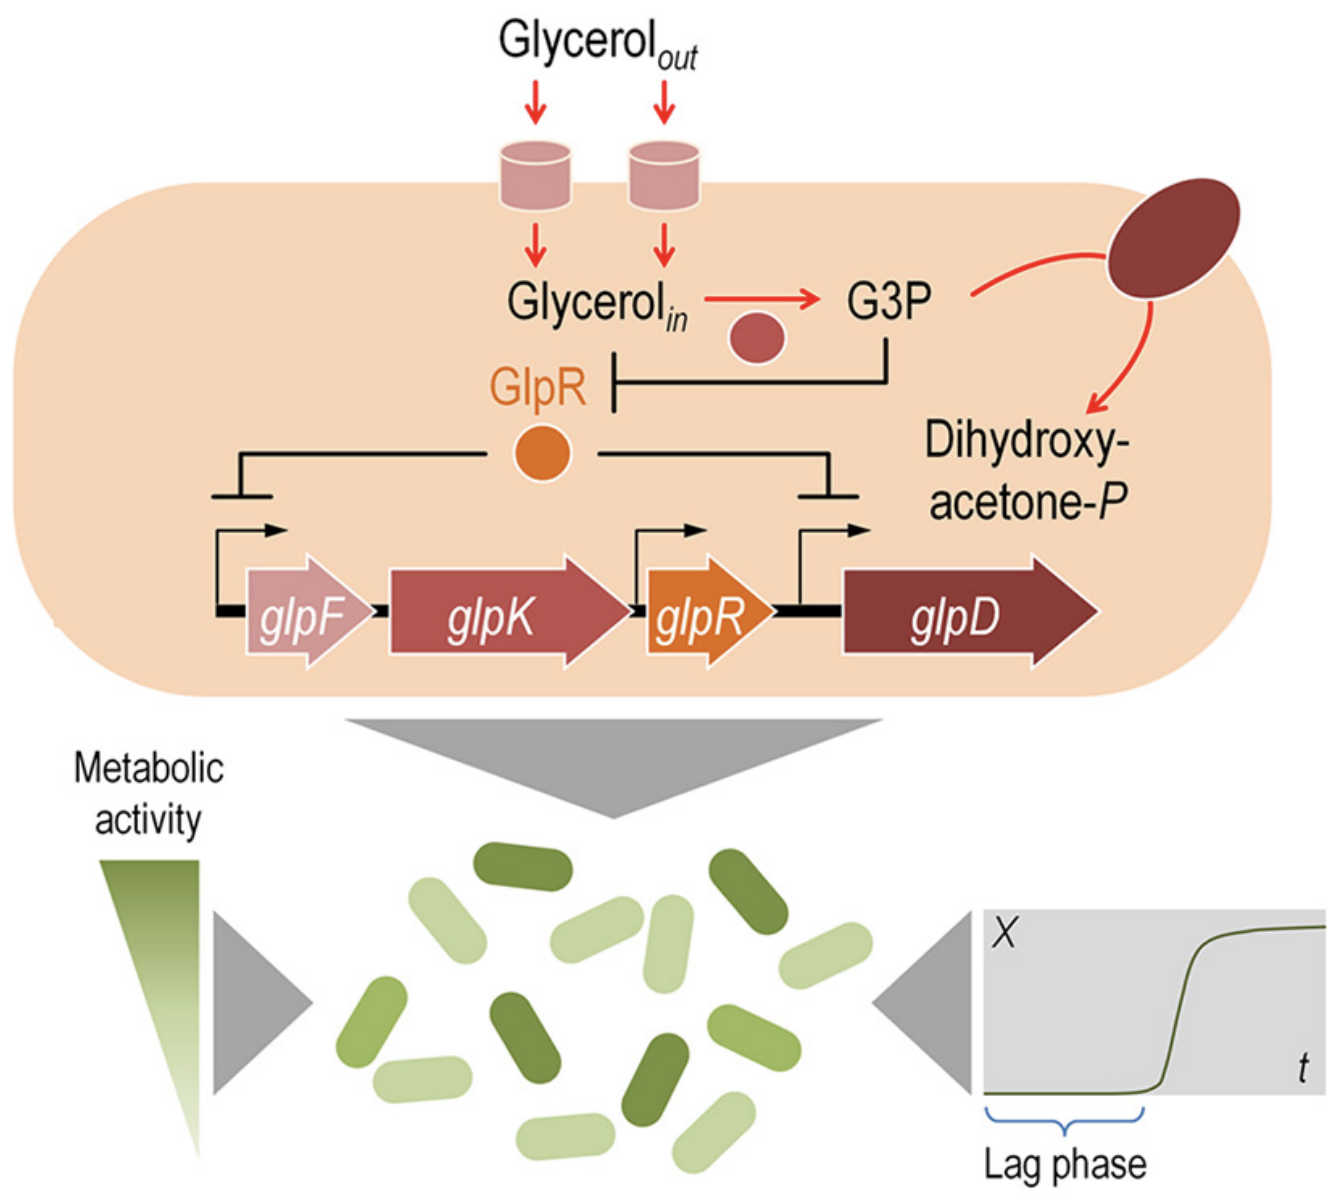 Glycerolout
Glycerolin
G3P
GlpR
Dihydroxy-
acetone-P
glpF
glpK
glpR
glpD
Metabolic
activity
X
t
Lag phase